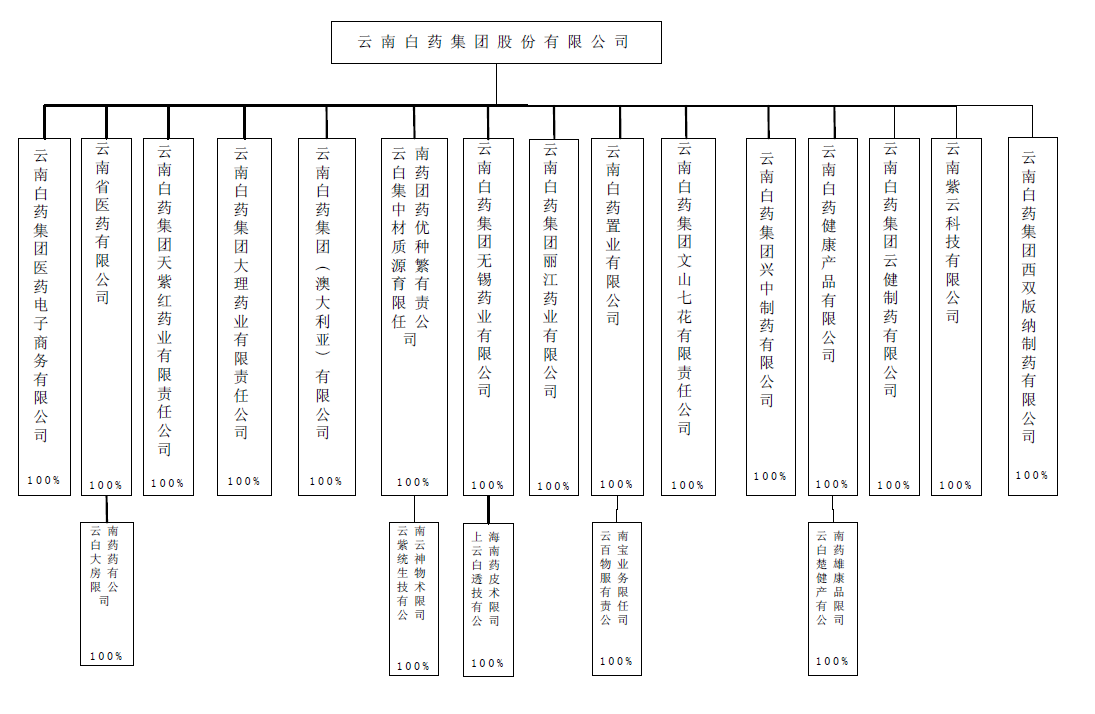 云南白药集团股份有限公司
云南白药集团医药电子商务有限公司
100%
云南省医药有限公司
100%
云南白药集团天紫红药业有限责任公司
100%
云南白药集团大理药业有限责任公司
100%
云南白药集团（澳大利亚）有限公司
100%
云南白药集团中药材优质种源繁育有限责任公司
100%
云南白药集团无锡药业有限公司
100%
云南白药集团丽江药业有限公司
100%
云南白药置业有限公司
100%
云南白药集团文山七花有限责任公司
100%
云南白药集团兴中制药有限公司
100%
云南白药健康产品有限公司
100%
云南白药集团云健制药有限公司
100%
云南紫云科技有限公司
100%
云南白药集团西双版纳制药有限公司
100%
云南白药大药房有限公司
100%
云南紫云统神生物技术有限公司
100%
上海云南白药透皮技术有限公司
100%
云南百宝物业服务有限责任公司
100%
云南白药楚雄健康产品有限公司
100%